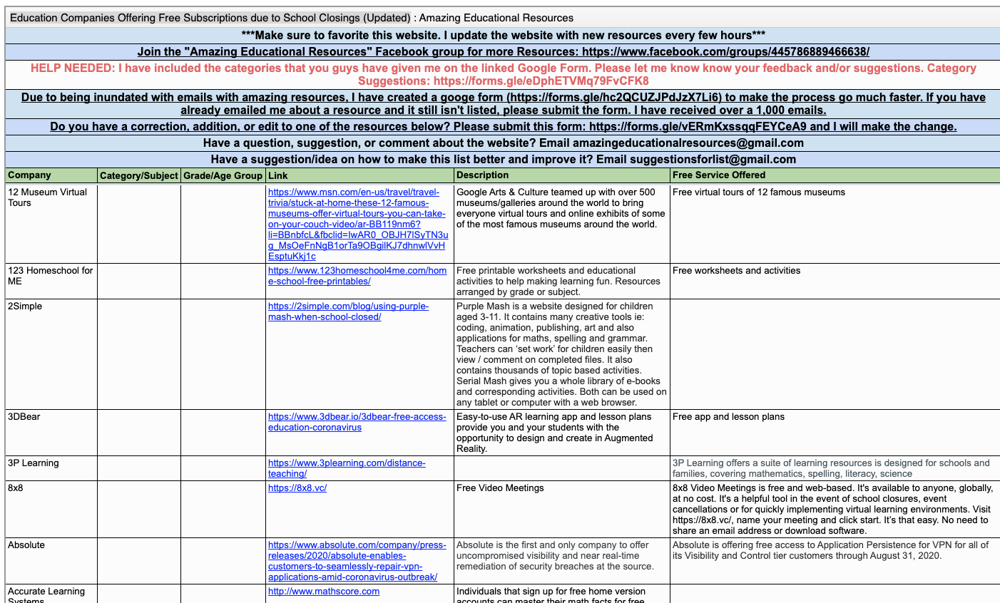 Education Companies Offering Free Subscriptions due to School Closings (Updated) : Amazing Educational Resources
***Make sure to favorite this website. I update the website with new resources every few hours***
Join the "Amazing Educational Resources" Facebook group for more Resources: https://www.facebook.com/groups/445786889466638/
HELP NEEDED: I have included the categories that you guys have given me on the linked Google Form. Please let me know know your feedback and/or suggestions. Category
Suggestions: https://forms.gle/eDphETVMq79FvCFK8
Due to being inundated with emails with amazing resources, I have created a googe form (https://forms.gle/hc2QCUZJPdJzX7Li6) to make the process go much faster. If you have
already emailed me about a resource and it still isn't listed, please submit the form. I have received over a 1,000 emails.
Do you have a correction, addition, or edit to one of the resources below? Please submit this form: https://forms.gle/vERmKxssqqFEYCeA9 and I will make the change.
Have a question, suggestion, or comment about the website? Email amazingeducationalresources@gmail.com
Have a suggestion/idea on how to make this list better and improve it? Email suggestionsforlist@gmail.com
Company Category/Subject Grade/Age Group Link Description Free Service Offered
12 Museum Virtual
Tours
https://www.msn.com/en-us/travel/travel-
trivia/stuck-at-home-these-12-famous-
museums-offer-virtual-tours-you-can-take-
on-your-couch-video/ar-BB119nm6?
li=BBnbfcL&fbclid=IwAR0_OBJH7lSyTN3u
g_MsOeFnNgB1orTa9OBgilKJ7dhnwlVvH
EsptuKkj1c
Google Arts & Culture teamed up with over 500
museums/galleries around the world to bring
everyone virtual tours and online exhibits of some
of the most famous museums around the world.
Free virtual tours of 12 famous museums
123 Homeschool for
ME
https://www.123homeschool4me.com/hom
e-school-free-printables/
Free printable worksheets and educational
activities to help making learning fun. Resources
arranged by grade or subject.
Free worksheets and activities
2Simple
https://2simple.com/blog/using-purple-
mash-when-school-closed/
Purple Mash is a website designed for children
aged 3-11. It contains many creative tools ie:
coding, animation, publishing, art and also
applications for maths, spelling and grammar.
Teachers can ‘set work’ for children easily then
view / comment on completed files. It also
contains thousands of topic based activities.
Serial Mash gives you a whole library of e-books
and corresponding activities. Both can be used on
any tablet or computer with a web browser.
3DBear
https://www.3dbear.io/3dbear-free-access-
education-coronavirus
Easy-to-use AR learning app and lesson plans
provide you and your students with the
opportunity to design and create in Augmented
Reality.
Free app and lesson plans
3P Learning
https://www.3plearning.com/distance-
teaching/
3P Learning offers a suite of learning resources is designed for schools and
families, covering mathematics, spelling, literacy, science
8x8
https://8x8.vc/
Free Video Meetings
8x8 Video Meetings is free and web-based. It's available to anyone, globally,
at no cost. It's a helpful tool in the event of school closures, event
cancellations or for quickly implementing virtual learning environments. Visit
https://8x8.vc/, name your meeting and click start. It’s that easy. No need to
share an email address or download software.
Absolute
https://www.absolute.com/company/press-
releases/2020/absolute-enables-
customers-to-seamlessly-repair-vpn-
applications-amid-coronavirus-outbreak/
Absolute is the first and only company to offer
uncompromised visibility and near real-time
remediation of security breaches at the source.
Absolute is offering free access to Application Persistence for VPN for all of
its Visibility and Control tier customers through August 31, 2020.
Accurate Learning
Systems
http://www.mathscore.com
Individuals that sign up for free home version
accounts can master their math facts for free